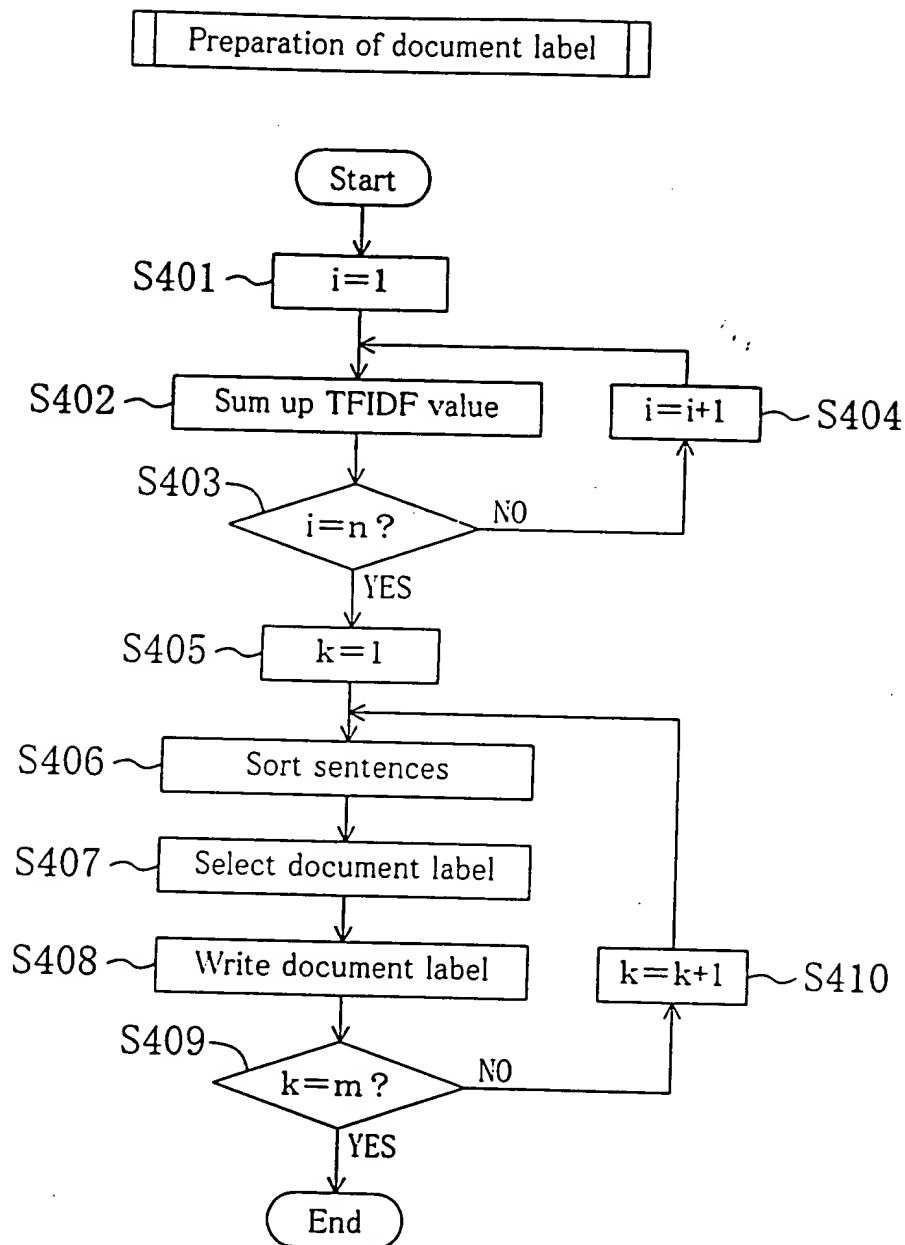 Preparation of document label
Start
S401
i=1
S402
Sum up TFIDF value
i=i+1
S404
S403
i=n?
NO
YES
S405
k=1
S406
Sort sentences
S407
Select document label
S408
Write document label
k=k+1
S410
S409
k=m?
NO
YES
End